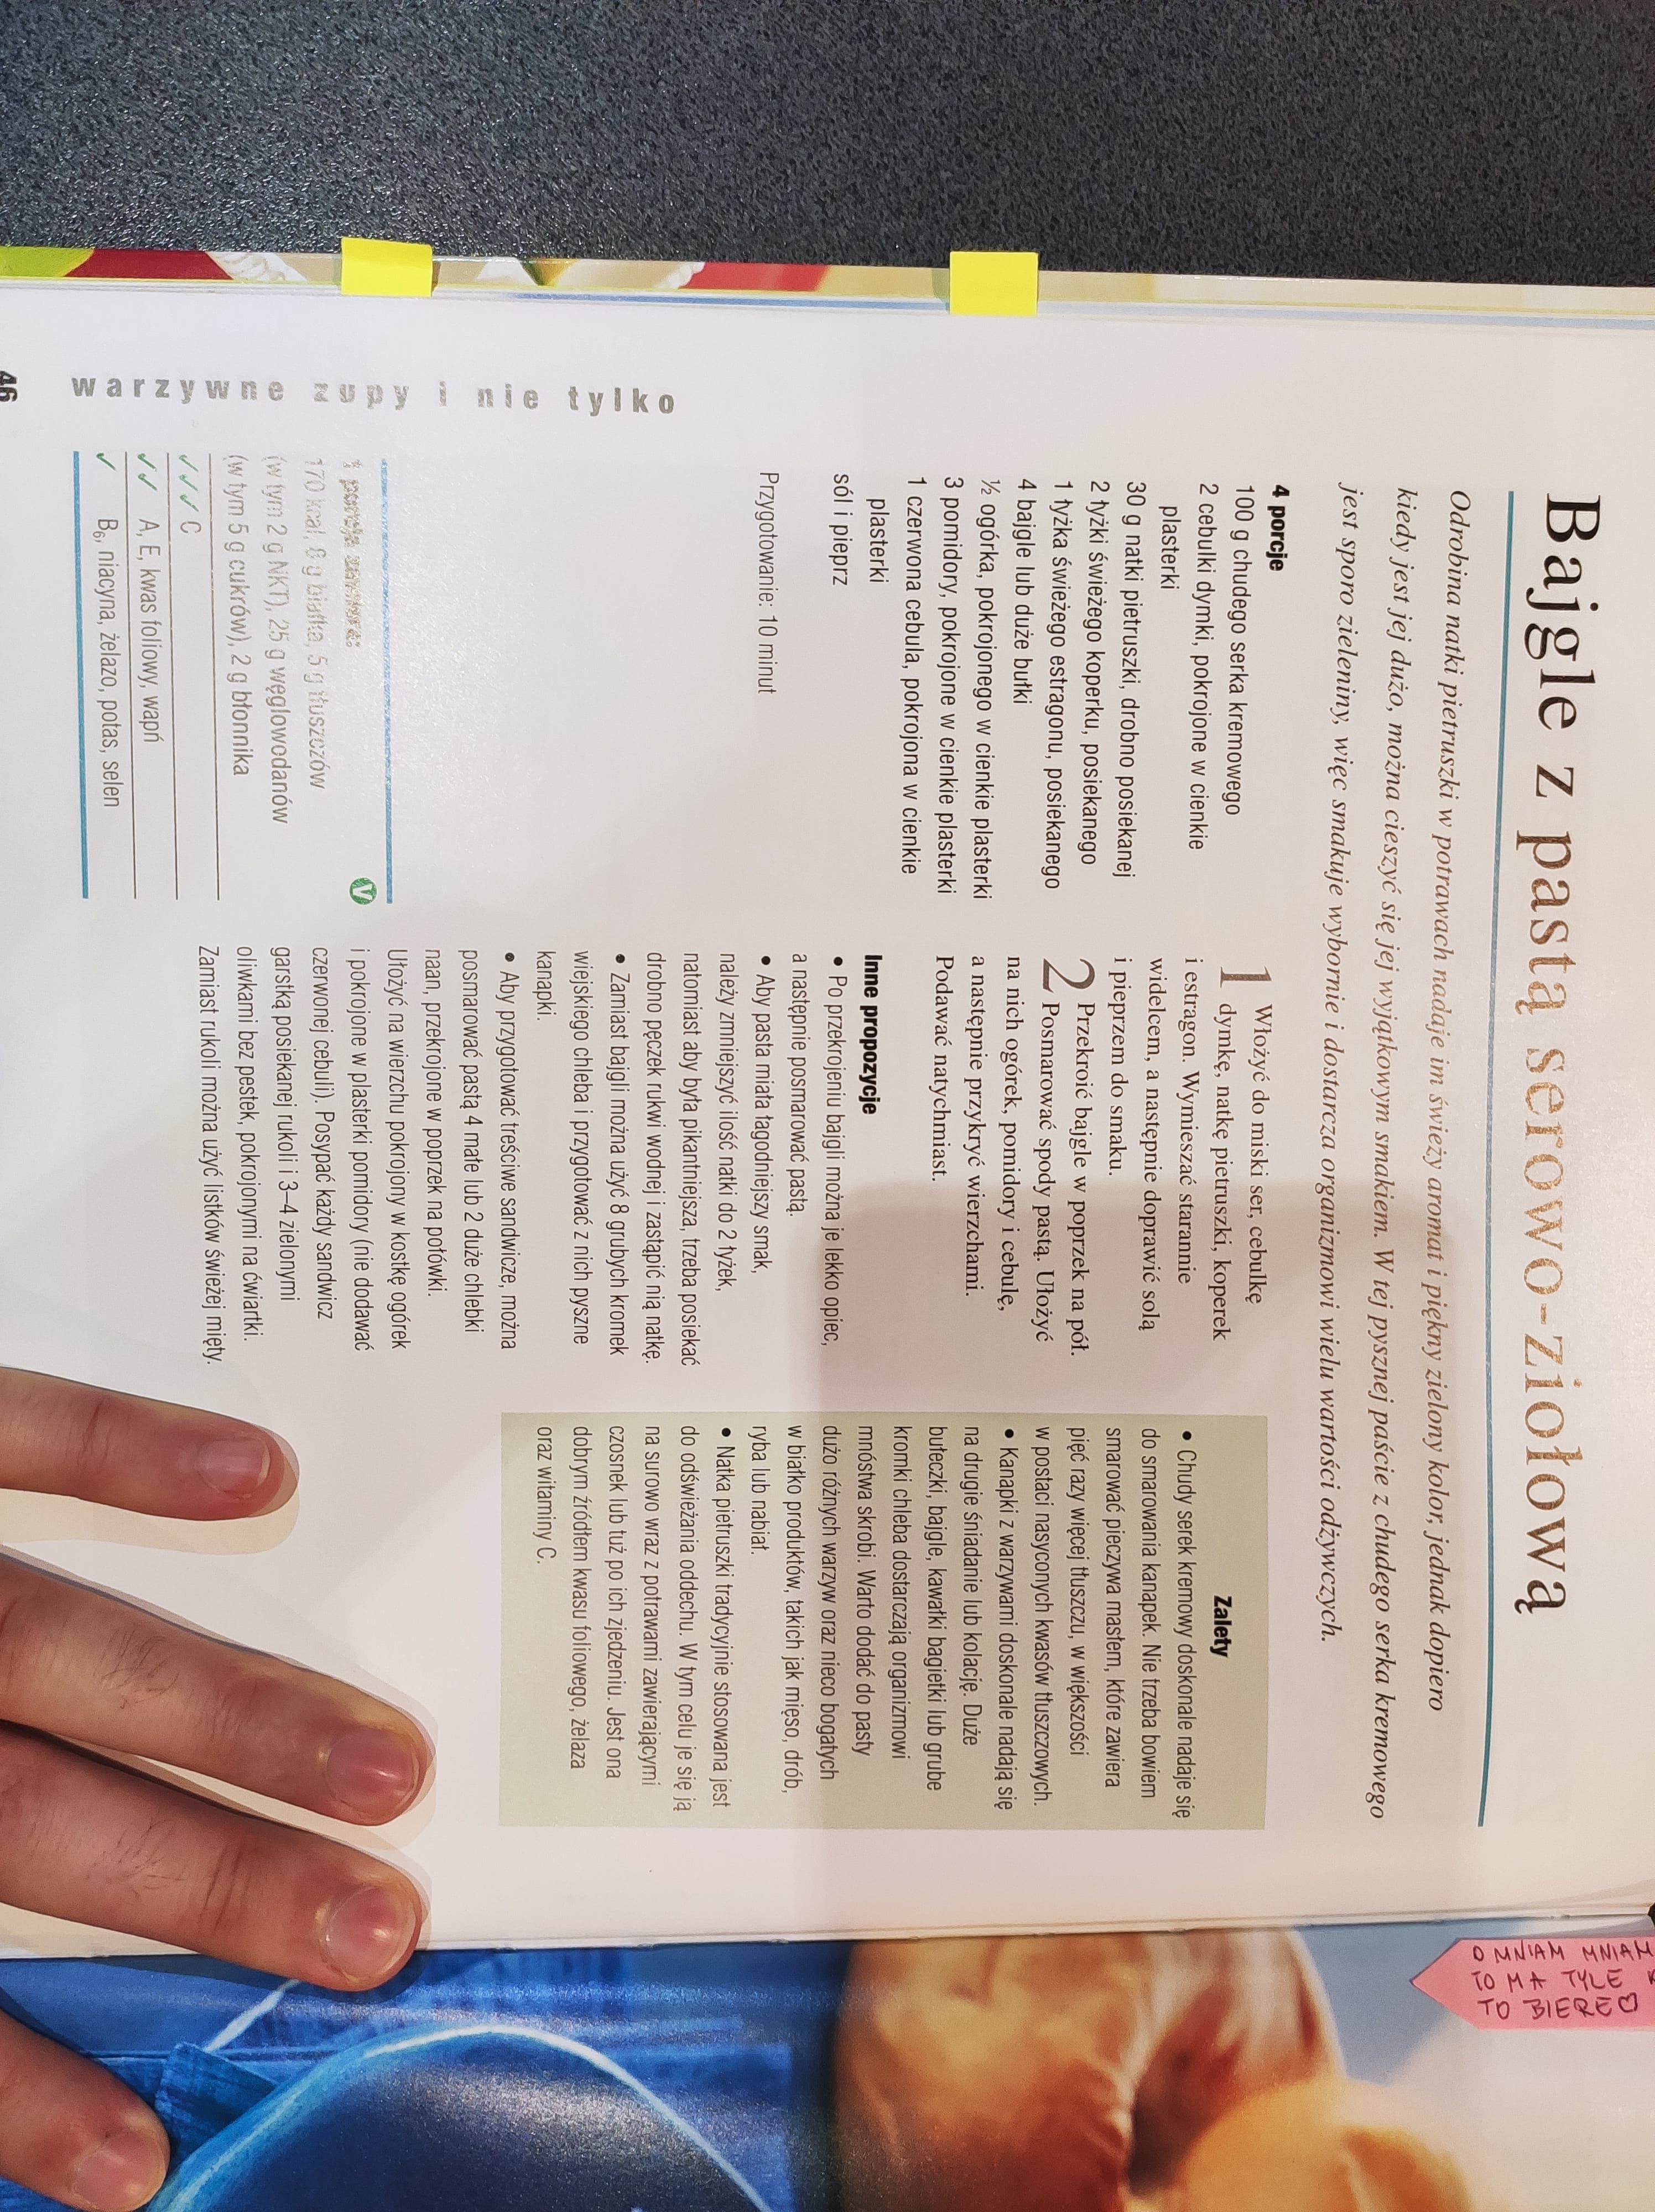 Bajgle z pastą serowo-ziołową
Odrobina natki pietruszki w potrawach nadaje im świeży aromat i piękny zielony kolor, jednak dopiero
kiedy jest jej dużo, można cieszyć się jej wyjątkowym smakiem. W tej pysznej paście z chudego serka kremowego
jest sporo zieleniny, więc smakuje wybornie i dostarcza organizmowi wielu wartości odżywczych.
4 porcje
100 g chudego serka kremowego
2 cebulki dymki, pokrojone w cienkie
plasterki
30 g natki pietruszki, drobno posiekanej
2 łyżki świeżego koperku, posiekanego
1 łyżka świeżego estragonu, posiekanego
4 bajgle lub duże bułki
½ ogórka, pokrojonego w cienkie plasterki
3 pomidory, pokrojone w cienkie plasterki
1 czerwona cebula, pokrojona w cienkie
plasterki
sól i pieprz
Przygotowanie: 10 minut
1 porcja zawiera:
170 kcal, 8 g białka, 5 g tłuszczów
(w tym 2 g NKT), 25 g węglowodanów
(w tym 5 g cukrów), 2 g błonnika
✓✓✓ C
✓✓ A, E, kwas foliowy, wapń
✓ B₆, niacyna, żelazo, potas, selen
V
1 Włożyć do miski ser, cebulkę
dymkę, natkę pietruszki, koperek
i estragon. Wymieszać starannie
widelcem, a następnie doprawić solą
i pieprzem do smaku.
2 Przekroić bajgle w poprzek na pół.
Posmarować spody pastą. Ułożyć
na nich ogórek, pomidory i cebulę,
a następnie przykryć wierzchami.
Podawać natychmiast.
Inne propozycje
• Po przekrojeniu bajgli można je lekko opiec,
a następnie posmarować pastą.
• Aby pasta miała łagodniejszy smak,
należy zmniejszyć ilość natki do 2 łyżek,
natomiast aby była pikantniejsza, trzeba posiekać
drobno pęczek rukwi wodnej i zastąpić nią natkę.
• Zamiast bajgli można użyć 8 grubych kromek
wiejskiego chleba i przygotować z nich pyszne
kanapki.
• Aby przygotować treściwe sandwicze, można
posmarować pastą 4 małe lub 2 duże chlebki
naan, przekrojone w poprzek na połówki.
Ułożyć na wierzchu pokrojony w kostkę ogórek
i pokrojone w plasterki pomidory (nie dodawać
czerwonej cebuli). Posypać każdy sandwicz
garstką posiekanej rukoli i 3–4 zielonymi
oliwkami bez pestek, pokrojonymi na ćwiartki.
Zamiast rukoli można użyć listków świeżej mięty.
Zalety
• Chudy serek kremowy doskonale nadaje się
do smarowania kanapek. Nie trzeba bowiem
smarować pieczywa masłem, które zawiera
pięć razy więcej tłuszczu, w większości
w postaci nasyconych kwasów tłuszczowych.
• Kanapki z warzywami doskonale nadają się
na drugie śniadanie lub kolację. Duże
bułeczki, bajgle, kawałki bagietki lub grube
kromki chleba dostarczają organizmowi
mnóstwa skrobi. Warto dodać do pasty
dużo różnych warzyw oraz nieco bogatych
w białko produktów, takich jak mięso, drób,
ryba lub nabiał.
• Natka pietruszki tradycyjnie stosowana jest
do odświeżania oddechu. W tym celu je się ją
na surowo wraz z potrawami zawierającymi
czosnek lub tuż po ich zjedzeniu. Jest ona
dobrym źródłem kwasu foliowego, żelaza
oraz witaminy C.
warzywne zupy i nie tylko
46
O MNIAM MNIAM
TO MA TYLE
TO BIERĘ